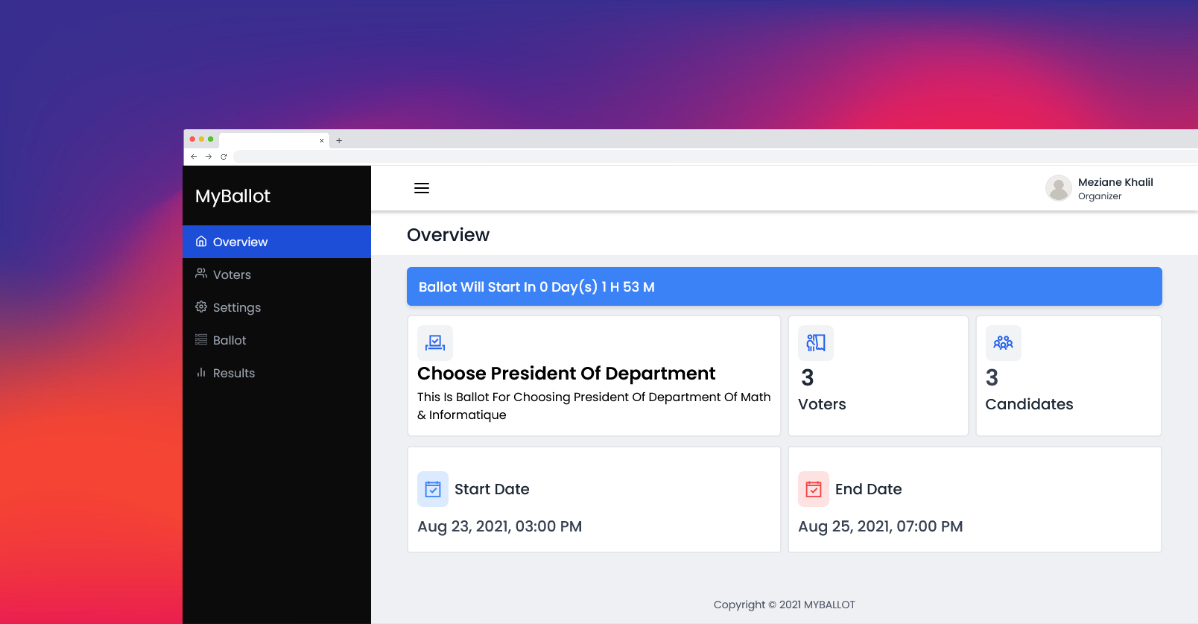 MyBallot
Overview
Voters
Settings
Ballot
Results
Meziane Khalil
Organizer
Overview
Ballot Will Start In 0 Day(s) 1 H 53 M
Choose President Of Department
This Is Ballot For Choosing President Of Department Of Math
& Informatique
3
Voters
3
Candidates
Start Date
Aug 23, 2021, 03:00 PM
End Date
Aug 25, 2021, 07:00 PM
Copyright © 2021 MYBALLOT